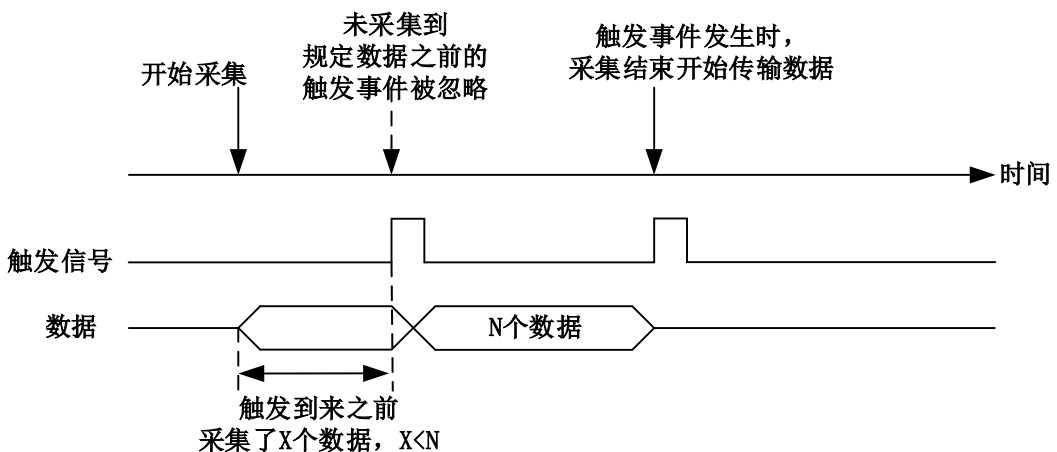 开始采集
未采集到
规定数据之前的
触发事件被忽略
触发事件发生时，
采集结束开始传输数据
时间
触发信号
数据
N个数据
触发到来之前
采集了X个数据，X<N